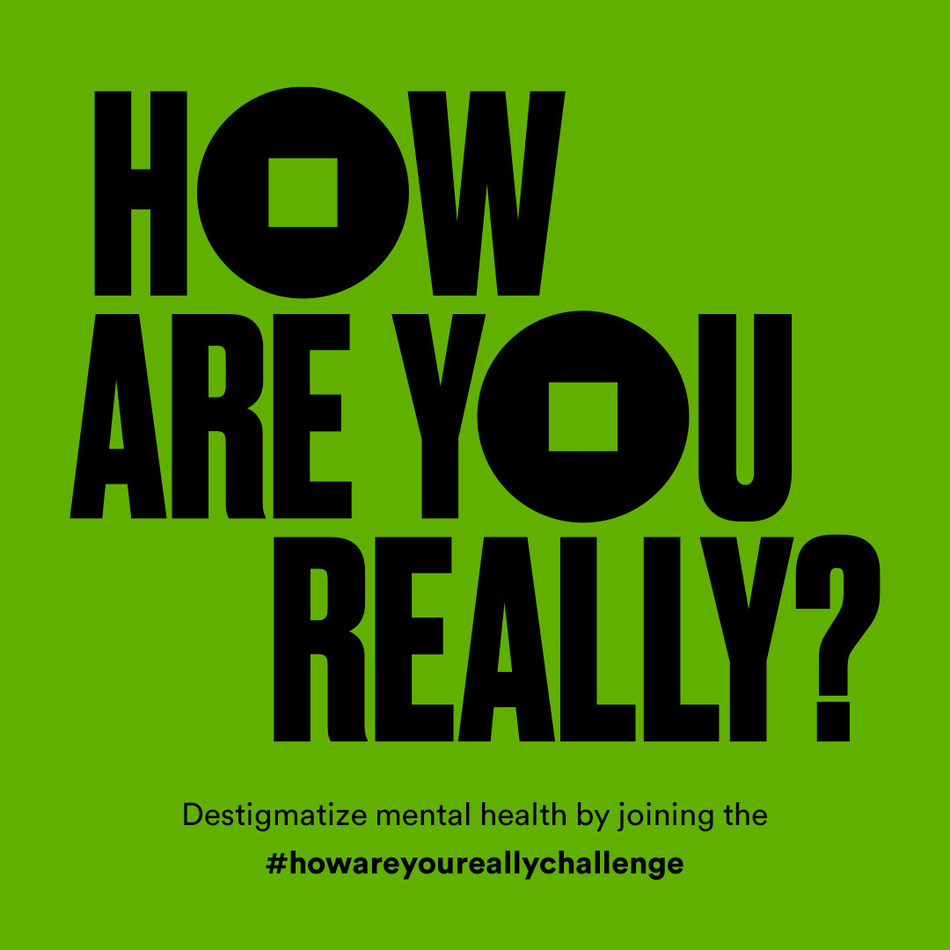 HOW
ARE YOU
REALLY?
Destigmatize mental health by joining the
#howareyoureallychallenge